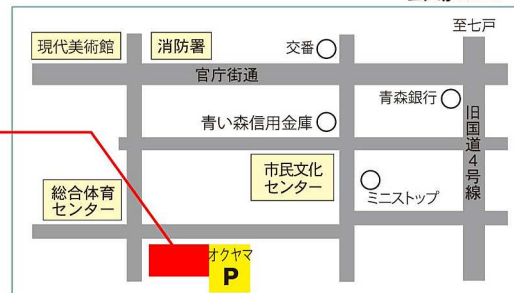 至七戸
現代美術館
消防署
交番
官庁街通
青森銀行
青い森信用金庫
旧国道4号線
市民文化
センター
総合体育
センター
ミニストップ
オクヤマ
P